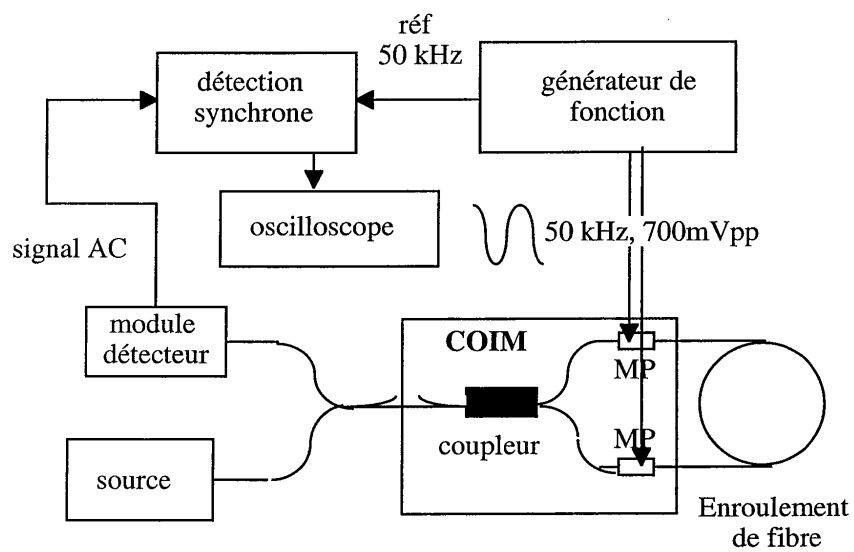 réf
50 kHz
détection
synchrone
générateur de
fonction
oscilloscope
50 kHz, 700mVpp
signal AC
module
détecteur
COIM
MP
coupleur
MP
source
Enroulement
de fibre